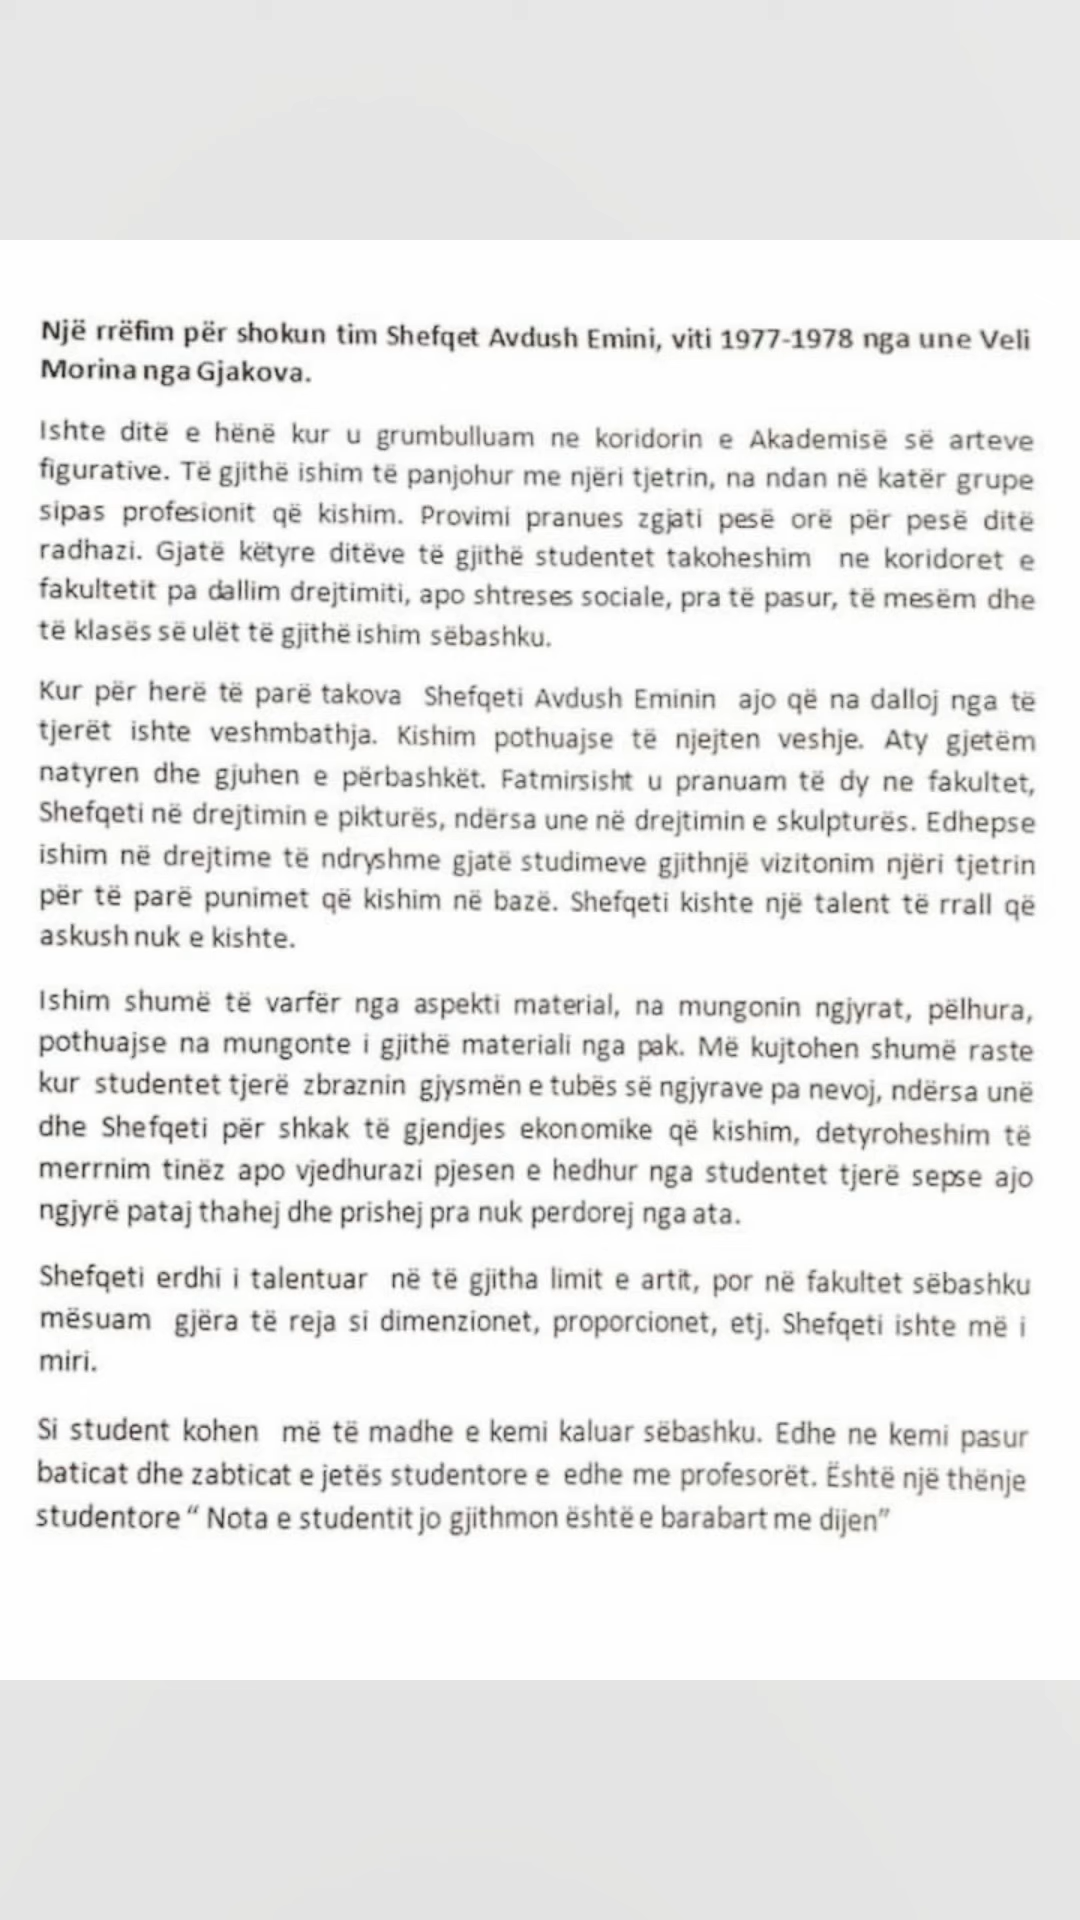 Një rrëfim për shokun tim Shefqet Avdush Emini, viti 1977-1978 nga une Veli
Morina nga Gjakova.
Ishte ditë e hënë kur u grumbulluam ne koridorin e Akademisë së arteve
figurative. Të gjithë ishim të panjohur me njëri tjetrin, na ndan në katër grupe
sipas profesionit që kishim. Provimi pranues zgjati pesë orë për pesë ditë
radhazi. Gjatë këtyre ditëve të gjithë studentet takoheshim ne koridoret e
fakultetit pa dallim drejtimiti, apo shtreses sociale, pra të pasur, të mesëm dhe
të klasës së ulët të gjithë ishim sëbashku.
Kur për herë të parë takova Shefqeti Avdush Eminin ajo që na dalloj nga të
tjerët ishte veshmbathja. Kishim pothuajse të njejten veshje. Aty gjetëm
natyren dhe gjuhen e përbashkët. Fatmirsisht u pranuam të dy ne fakultet,
Shefqeti në drejtimin e pikturës, ndërsa une në drejtimin e skulpturës. Edhepse
ishim në drejtime të ndryshme gjatë studimeve gjithnjë vizitonim njëri tjetrin
për të parë punimet që kishim në bazë. Shefqeti kishte një talent të rrall që
askush nuk e kishte.
Ishim shumë të varfër nga aspekti material, na mungonin ngjyrat, pëlhura,
pothuajse na mungonte i gjithë materiali nga pak. Më kujtohen shumë raste
kur studentet tjerë zbraznin gjysmën e tubës së ngjyrave pa nevoj, ndërsa unë
dhe Shefqeti për shkak të gjendjes ekonomike që kishim, detyroheshim të
merrnim tinëz apo vjedhurazi pjesen e hedhur nga studentet tjerë sepse ajo
ngjyrë pataj thahej dhe prishej pra nuk perdorej nga ata.
Shefqeti erdhi i talentuar në të gjitha limit e artit, por në fakultet sëbashku
mësuam gjëra të reja si dimenzionet, proporcionet, etj. Shefqeti ishte më i
miri.
Si student kohen më të madhe e kemi kaluar sëbashku. Edhe ne kemi pasur
baticat dhe zabticat e jetës studentore e edhe me profesorët. Është një thënje
studentore “ Nota e studentit jo gjithmon është e barabart me dijen”